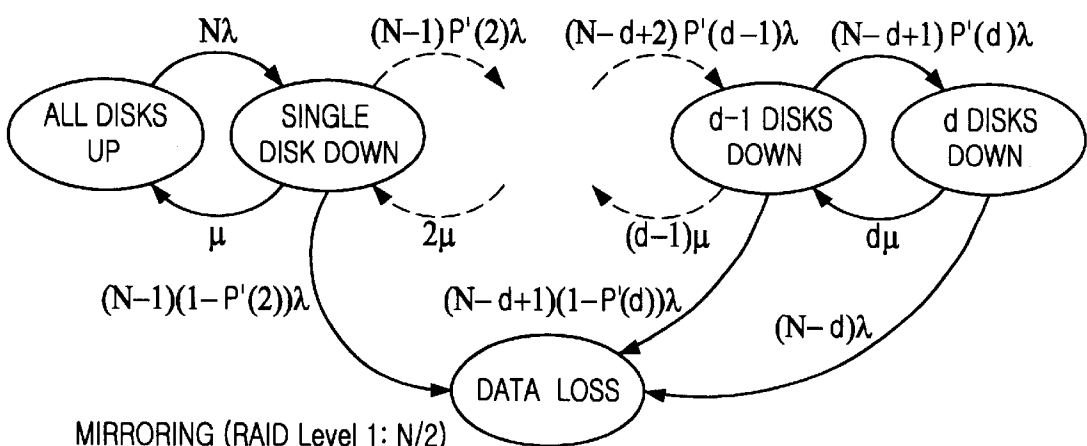 Nλ
(N-1)P'(2)λ
(N-d+2)P'(d-1)λ
(N-d+1)P'(d)λ
ALL DISKS
UP
SINGLE
DISK DOWN
d-1 DISKS
DOWN
d DISKS
DOWN
μ
2μ
(d-1)μ
dμ
(N-1)(1-P'(2))λ
(N-d+1)(1-P'(d))λ
(N-d)λ
DATA LOSS
MIRRORING (RAID Level 1: N/2)